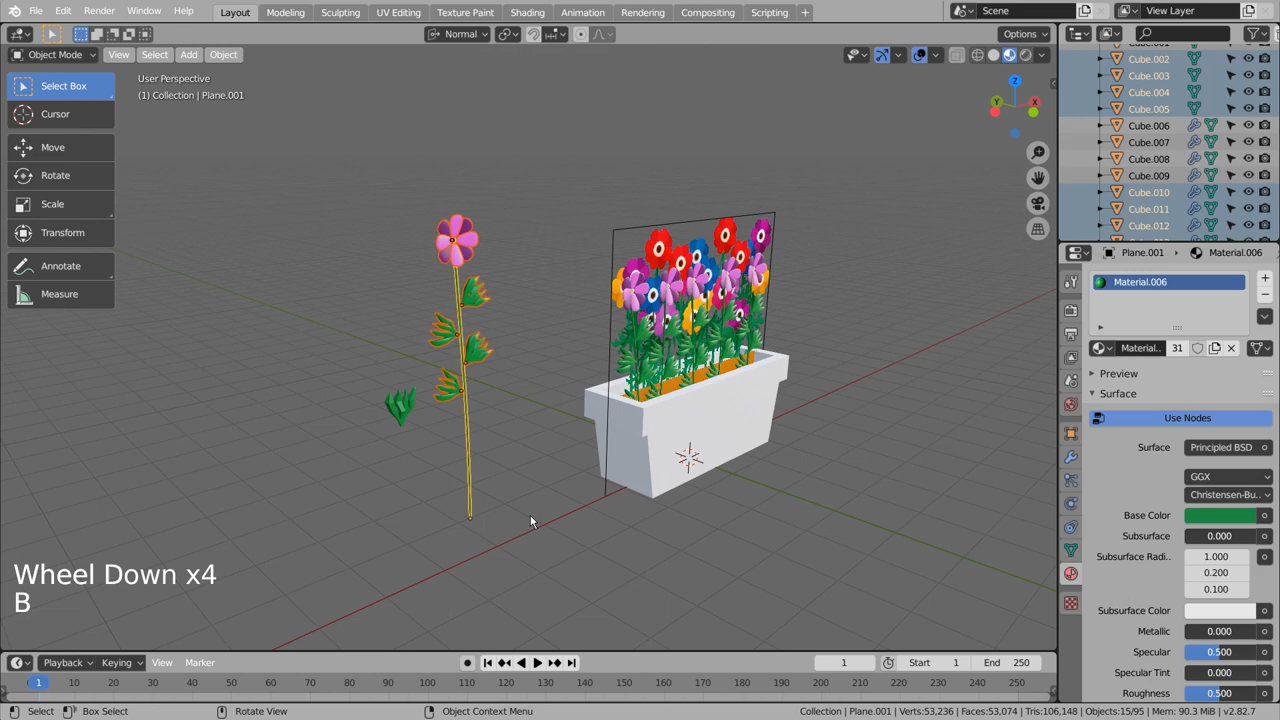 File Edit Render Window Help Layout Modeling Sculpting UV Editing Texture Paint Shading Animation Rendering Compositing Scripting + Scene View Layer
Normal Options
Object Mode View Select Add Object
User Perspective
(1) Collection | Plane.001
Select Box
Cursor
Move
Rotate
Scale
Transform
Annotate
Measure
Z
Y
X
Wheel Down x4
B
Cube.002
Cube.003
Cube.004
Cube.005
Cube.006
Cube.007
Cube.008
Cube.009
Cube.010
Cube.011
Cube.012
Plane.001 Material.006
Material.006
Material.. 31
Preview
Surface
Use Nodes
Surface Principled BSD
GGX
Christensen-Bu..
Base Color
Subsurface 0.000
Subsurface Radi.. 1.000
0.200
0.100
Subsurface Color
Metallic 0.000
Specular 0.500
Specular Tint 0.000
Roughness 0.500
Playback Keying View Marker 1 Start 1 End 250
1 10 20 30 40 50 60 70 80 90 100 110 120 130 140 150 160 170 180 190 200 210 220 230 240 250
Select Box Select Rotate View Object Context Menu Collection | Plane.001 | Verts:53,236 | Faces:53,074 | Tris:106,148 | Objects:15/95 | Mem: 90.3 MiB | v2.82.7